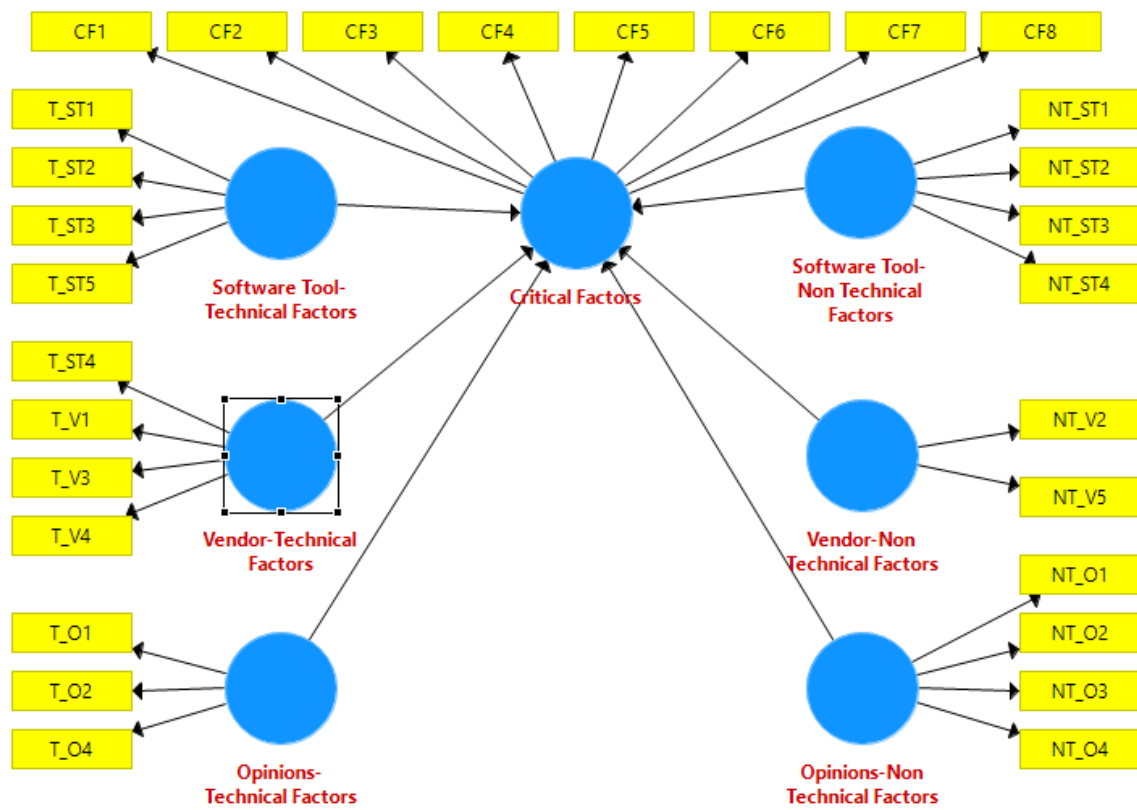 CF1
CF2
CF3
CF4
CF5
CF6
CF7
CF8
T_ST1
T_ST2
T_ST3
T_ST5
Software Tool-
Technical Factors
Critical Factors
Software Tool-
Non Technical
Factors
NT_ST1
NT_ST2
NT_ST3
NT_ST4
T_ST4
T_V1
T_V3
T_V4
Vendor-Technical
Factors
Vendor-Non
Technical Factors
NT_V2
NT_V5
T_O1
T_O2
T_O4
Opinions-
Technical Factors
Opinions-Non
Technical Factors
NT_O1
NT_O2
NT_O3
NT_O4